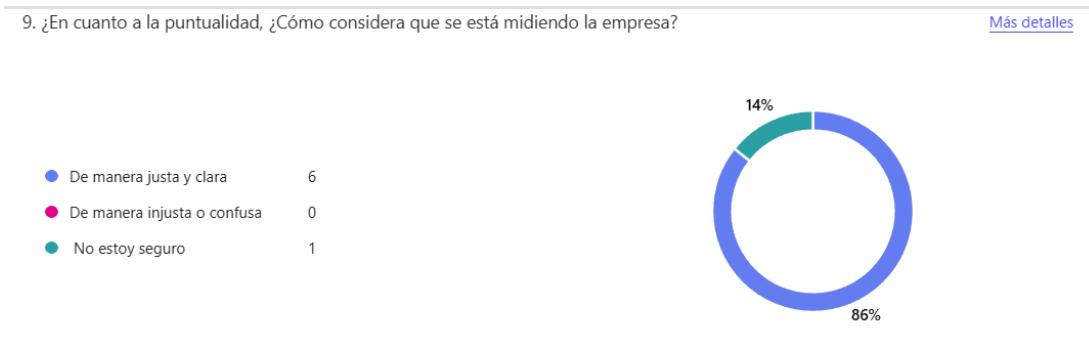 9. ¿En cuanto a la puntualidad, ¿Cómo considera que se está midiendo la empresa?
Más detalles
De manera justa y clara 6
De manera injusta o confusa 0
No estoy seguro 1
14%
86%